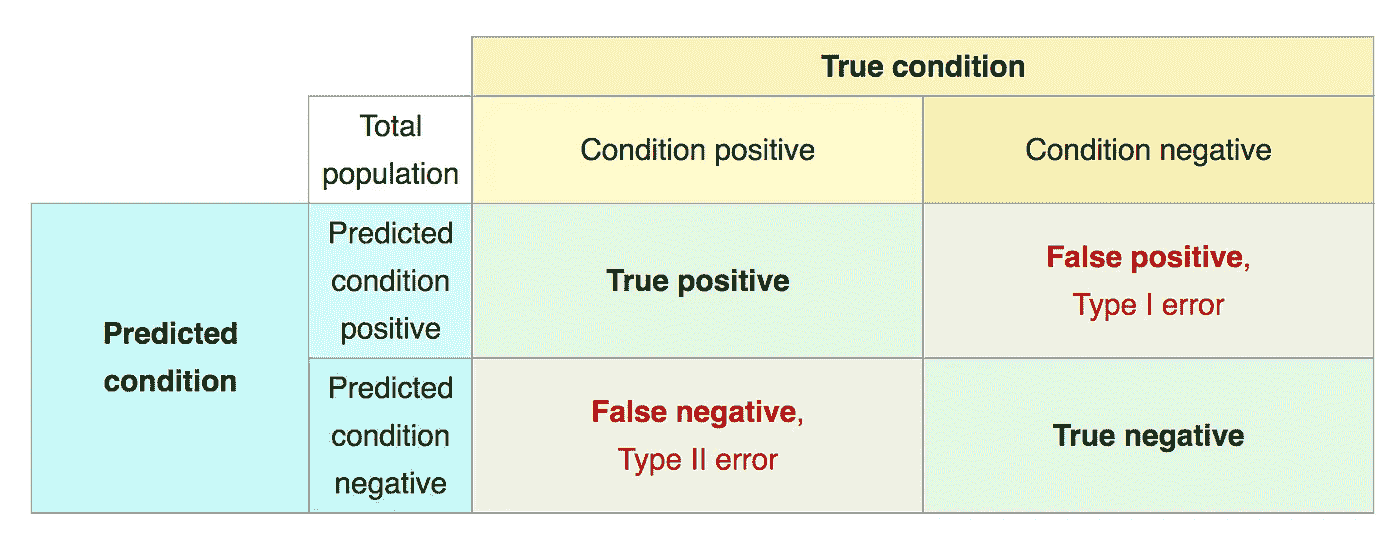 True condition
Total
population
Condition positive
Condition negative
Predicted
condition
Predicted
condition
positive
True positive
False positive,
Type I error
Predicted
condition
negative
False negative,
Type II error
True negative